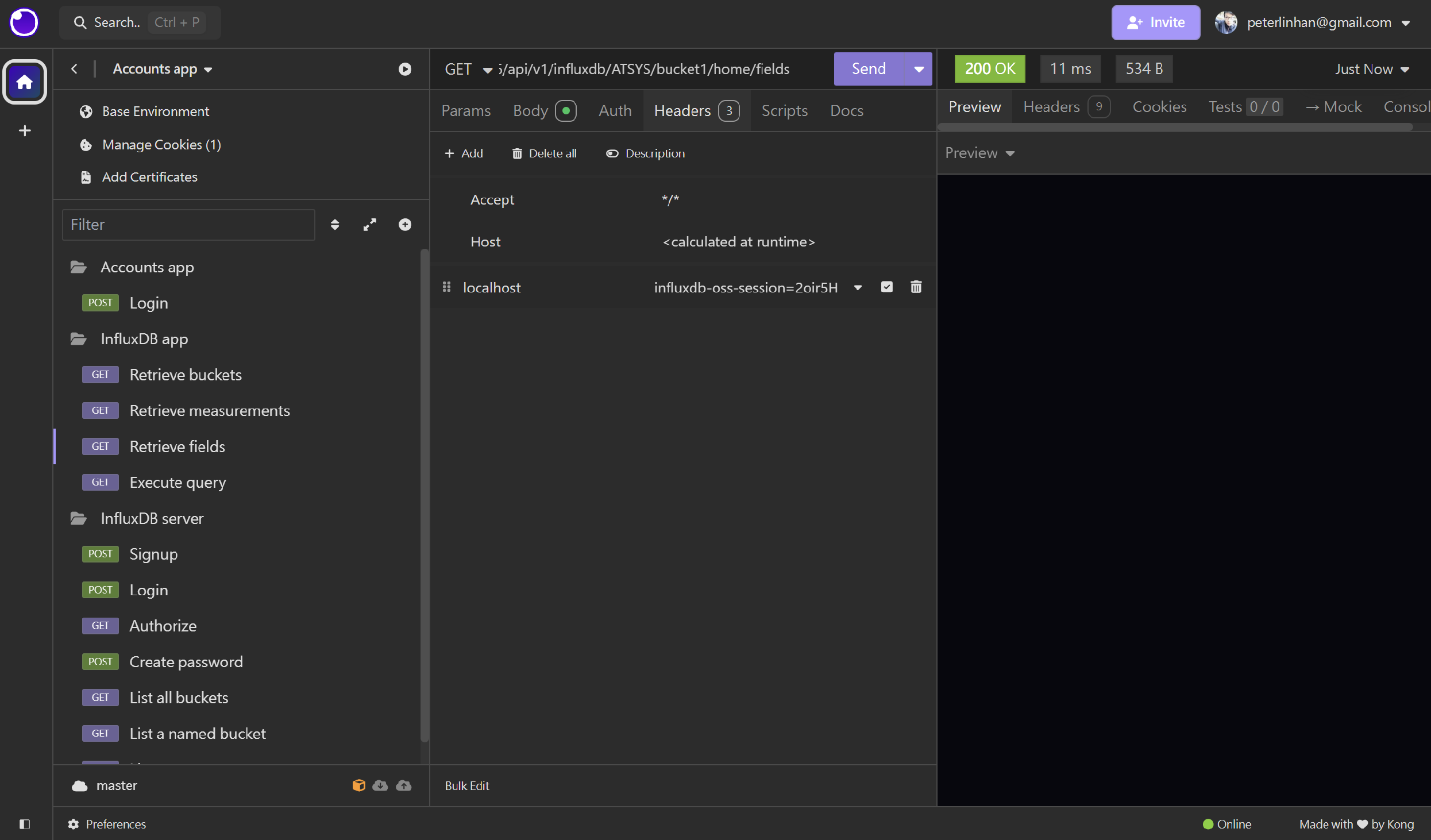 Search.. Ctrl + P
Invite
peterlinhan@gmail.com
Accounts app
Base Environment
Manage Cookies (1)
Add Certificates
Filter
Accounts app
POST Login
InfluxDB app
GET Retrieve buckets
GET Retrieve measurements
GET Retrieve fields
GET Execute query
InfluxDB server
POST Signup
POST Login
GET Authorize
POST Create password
GET List all buckets
GET List a named bucket
master
Preferences
GET /api/v1/influxdb/ATSYS/bucket1/home/fields Send
Params Body Auth Headers 3 Scripts Docs
+ Add Delete all Description
Accept */*
Host <calculated at runtime>
localhost influxdb-oss-session=2oir5H
Bulk Edit
200 OK 11 ms 534 B Just Now
Preview Headers 9 Cookies Tests 0 / 0 → Mock Consol
Preview
Online Made with ❤ by Kong